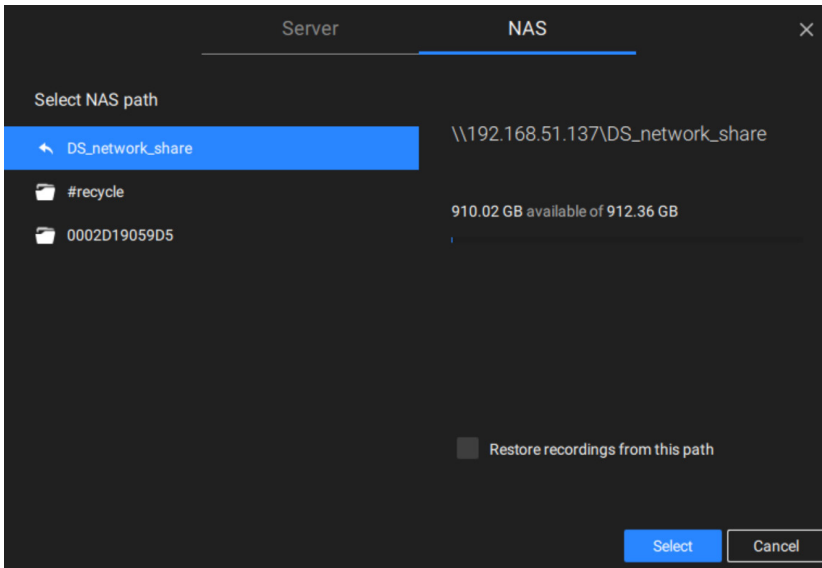 Server
NAS
Select NAS path
DS_network_share
#recycle
0002D19059D5
\\192.168.51.137\DS_network_share
910.02 GB available of 912.36 GB
Restore recordings from this path
Select
Cancel